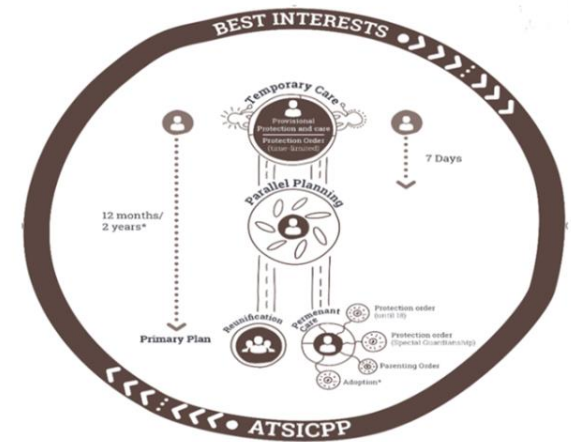 BEST INTERESTS
Temporary Care
Provisional
Protection and care
Protection Order
(time-limited)
7 Days
Parallel Planning
12 months/
2 years*
Primary Plan
Reunification
Permenant
Care
Protection order
(until 18)
Protection order
(Special Guardianship)
Parenting Order
Adoption*
ATSICPP